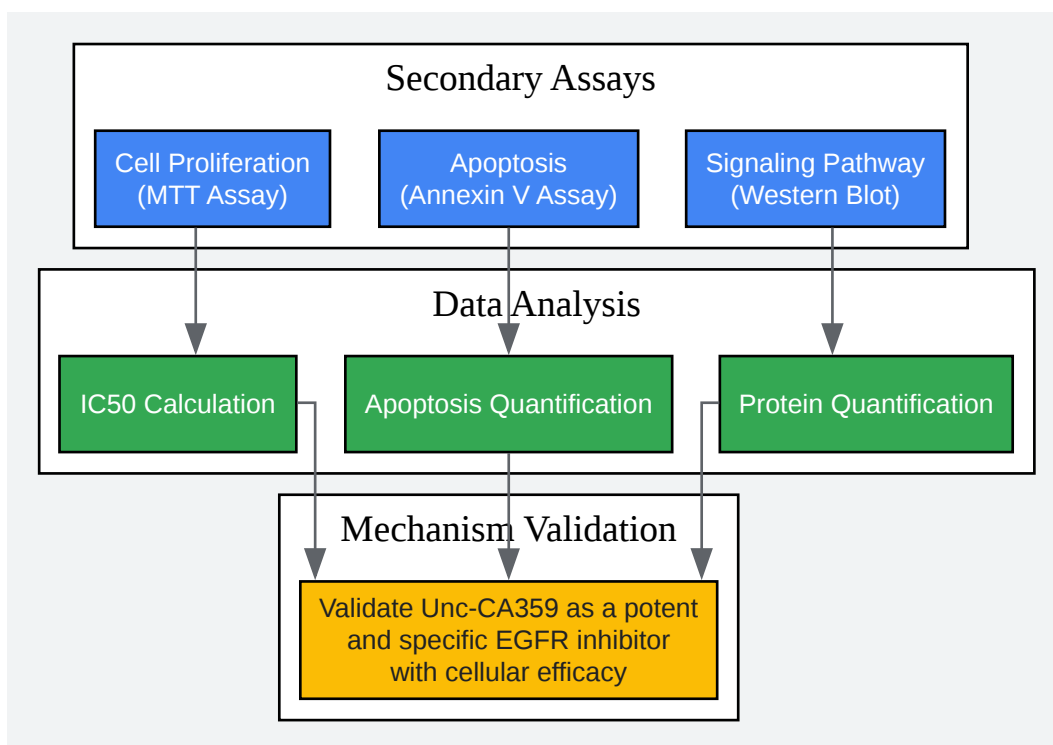 Secondary Assays
Cell Proliferation
(MTT Assay)
Apoptosis
(Annexin V Assay)
Signaling Pathway
(Western Blot)
Data Analysis
IC50 Calculation
Apoptosis Quantification
Protein Quantification
Mechanism Validation
Validate Unc-CA359 as a potent
and specific EGFR inhibitor
with cellular efficacy